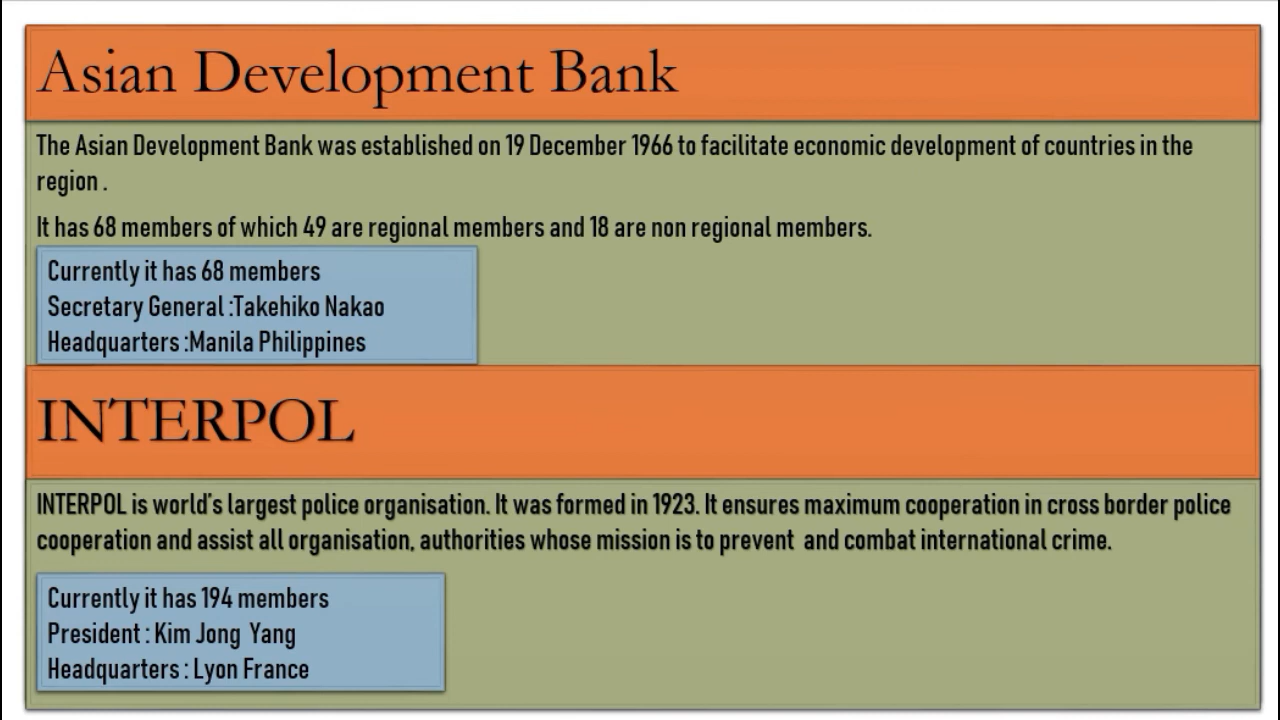 Asian Development Bank
The Asian Development Bank was established on 19 December 1966 to facilitate economic development of countries in the
region .
It has 68 members of which 49 are regional members and 18 are non regional members.
Currently it has 68 members
Secretary General :Takehiko Nakao
Headquarters :Manila Philippines
INTERPOL
INTERPOL is world's largest police organisation. It was formed in 1923. It ensures maximum cooperation in cross border police
cooperation and assist all organisation, authorities whose mission is to prevent  and combat international crime.
Currently it has 194 members
President : Kim Jong  Yang
Headquarters : Lyon France